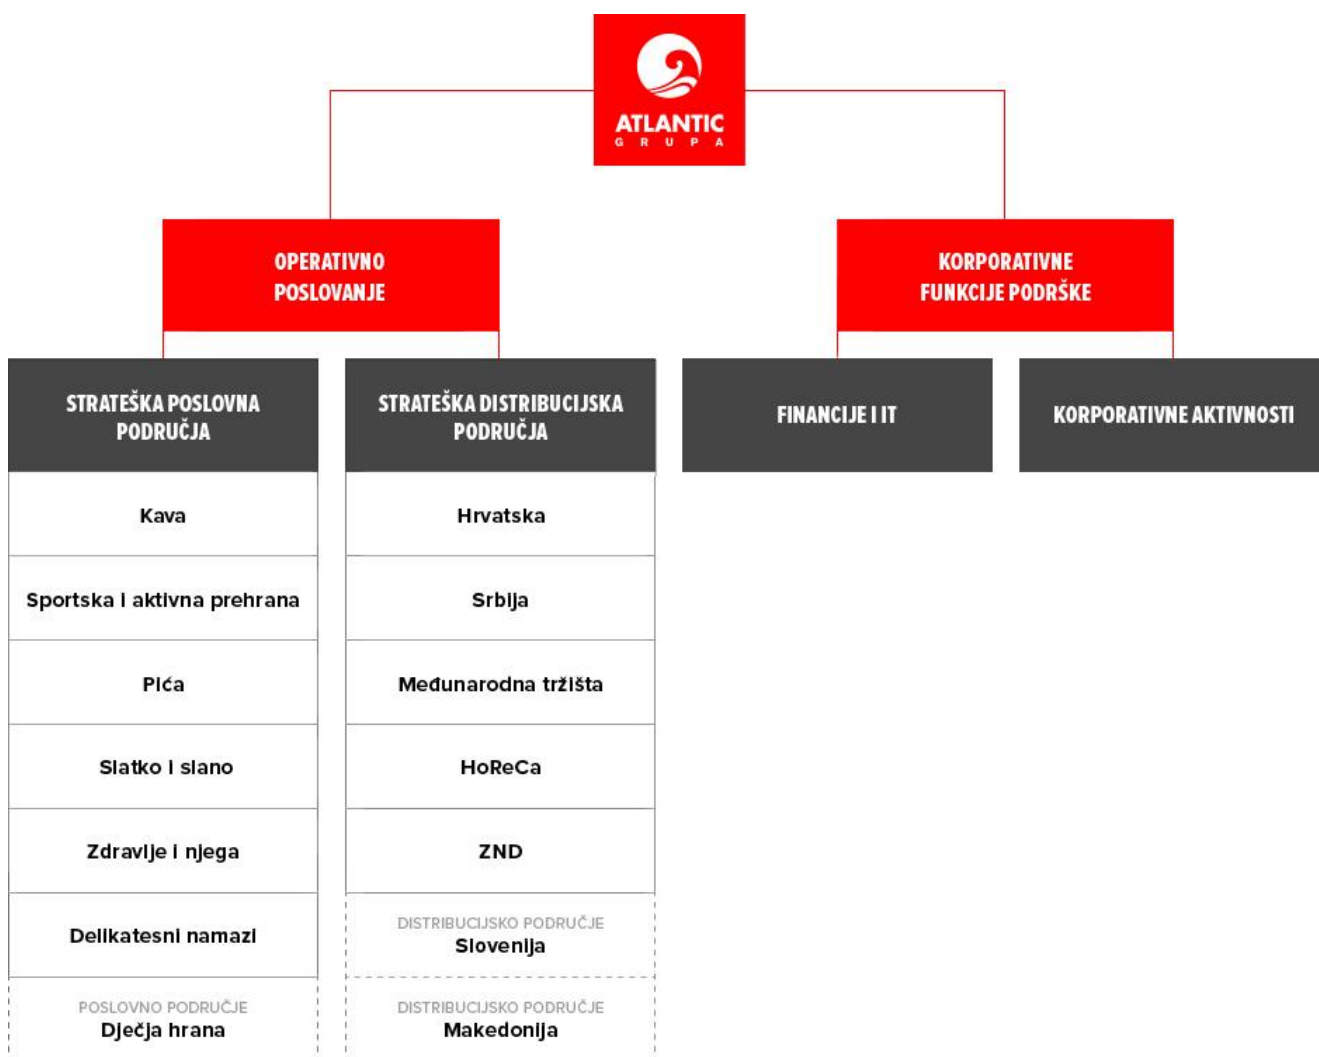 ATLANTIC
GRUPA
OPERATIVNO
POSLOVANJE
KORPORATIVNE
FUNKCIJE PODRŠKE
STRATEŠKA POSLOVNA
PODRUČJA
STRATEŠKA DISTRIBUCIJSKA
PODRUČJA
FINANCIJE I IT
KORPORATIVNE AKTIVNOSTI
Kava
Hrvatska
Sportska i aktivna prehrana
Srbija
Pića
Međunarodna tržišta
Slatko i slano
HoReCa
Zdravlje i njega
ZND
Delikatesni namazi
DISTRIBUCIJSKO PODRUČJE
Slovenija
POSLOVNO PODRUČJE
Dječja hrana
DISTRIBUCIJSKO PODRUČJE
Makedonija